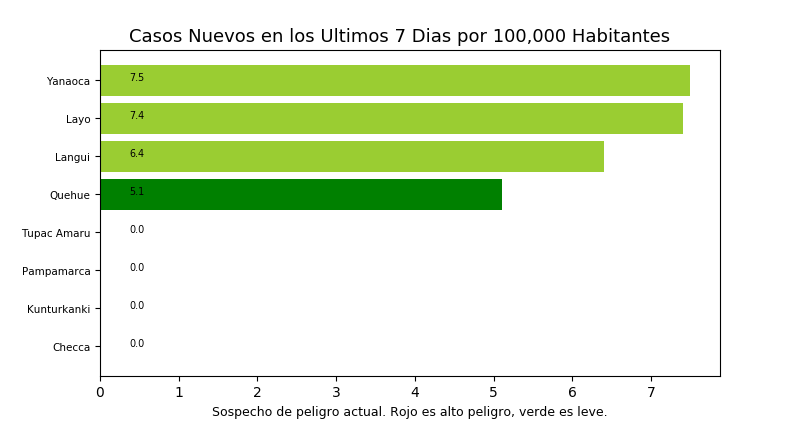 Casos Nuevos en los Ultimos 7 Dias por 100,000 Habitantes
Yanaoca 7.5
Layo 7.4
Langui 6.4
Quehue 5.1
Tupac Amaru 0.0
Pampamarca 0.0
Kunturkanki 0.0
Checca 0.0
0 1 2 3 4 5 6 7
Sospecho de peligro actual. Rojo es alto peligro, verde es leve.